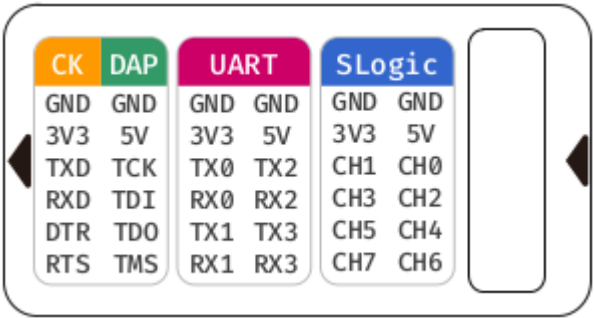 CK DAP UART SLogic
GND GND GND GND GND GND
3V3 5V 3V3 5V 3V3 5V
TXD TCK TX0 TX2 CH1 CH0
RXD TDI RX0 RX2 CH3 CH2
DTR TDO TX1 TX3 CH5 CH4
RTS TMS RX1 RX3 CH7 CH6